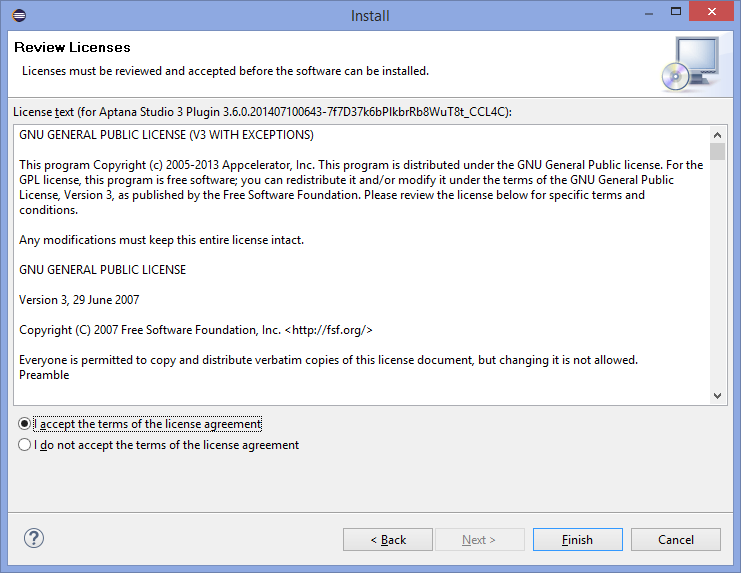 Install
Review Licenses
Licenses must be reviewed and accepted before the software can be installed.
License text (for Aptana Studio 3 Plugin 3.6.0.201407100643-7f7D37k6bPIkbrRb8WuT8t_CCL4C):
GNU GENERAL PUBLIC LICENSE (V3 WITH EXCEPTIONS)
This program Copyright (c) 2005-2013 Appcelerator, Inc. This program is distributed under the GNU General Public license. For the
GPL license, this program is free software; you can redistribute it and/or modify it under the terms of the GNU General Public
License, Version 3, as published by the Free Software Foundation. Please review the license below for specific terms and
conditions.
Any modifications must keep this entire license intact.
GNU GENERAL PUBLIC LICENSE
Version 3, 29 June 2007
Copyright (C) 2007 Free Software Foundation, Inc. <http://fsf.org/>
Everyone is permitted to copy and distribute verbatim copies of this license document, but changing it is not allowed.
Preamble
I accept the terms of the license agreement
I do not accept the terms of the license agreement
?
< Back
Next >
Finish
Cancel